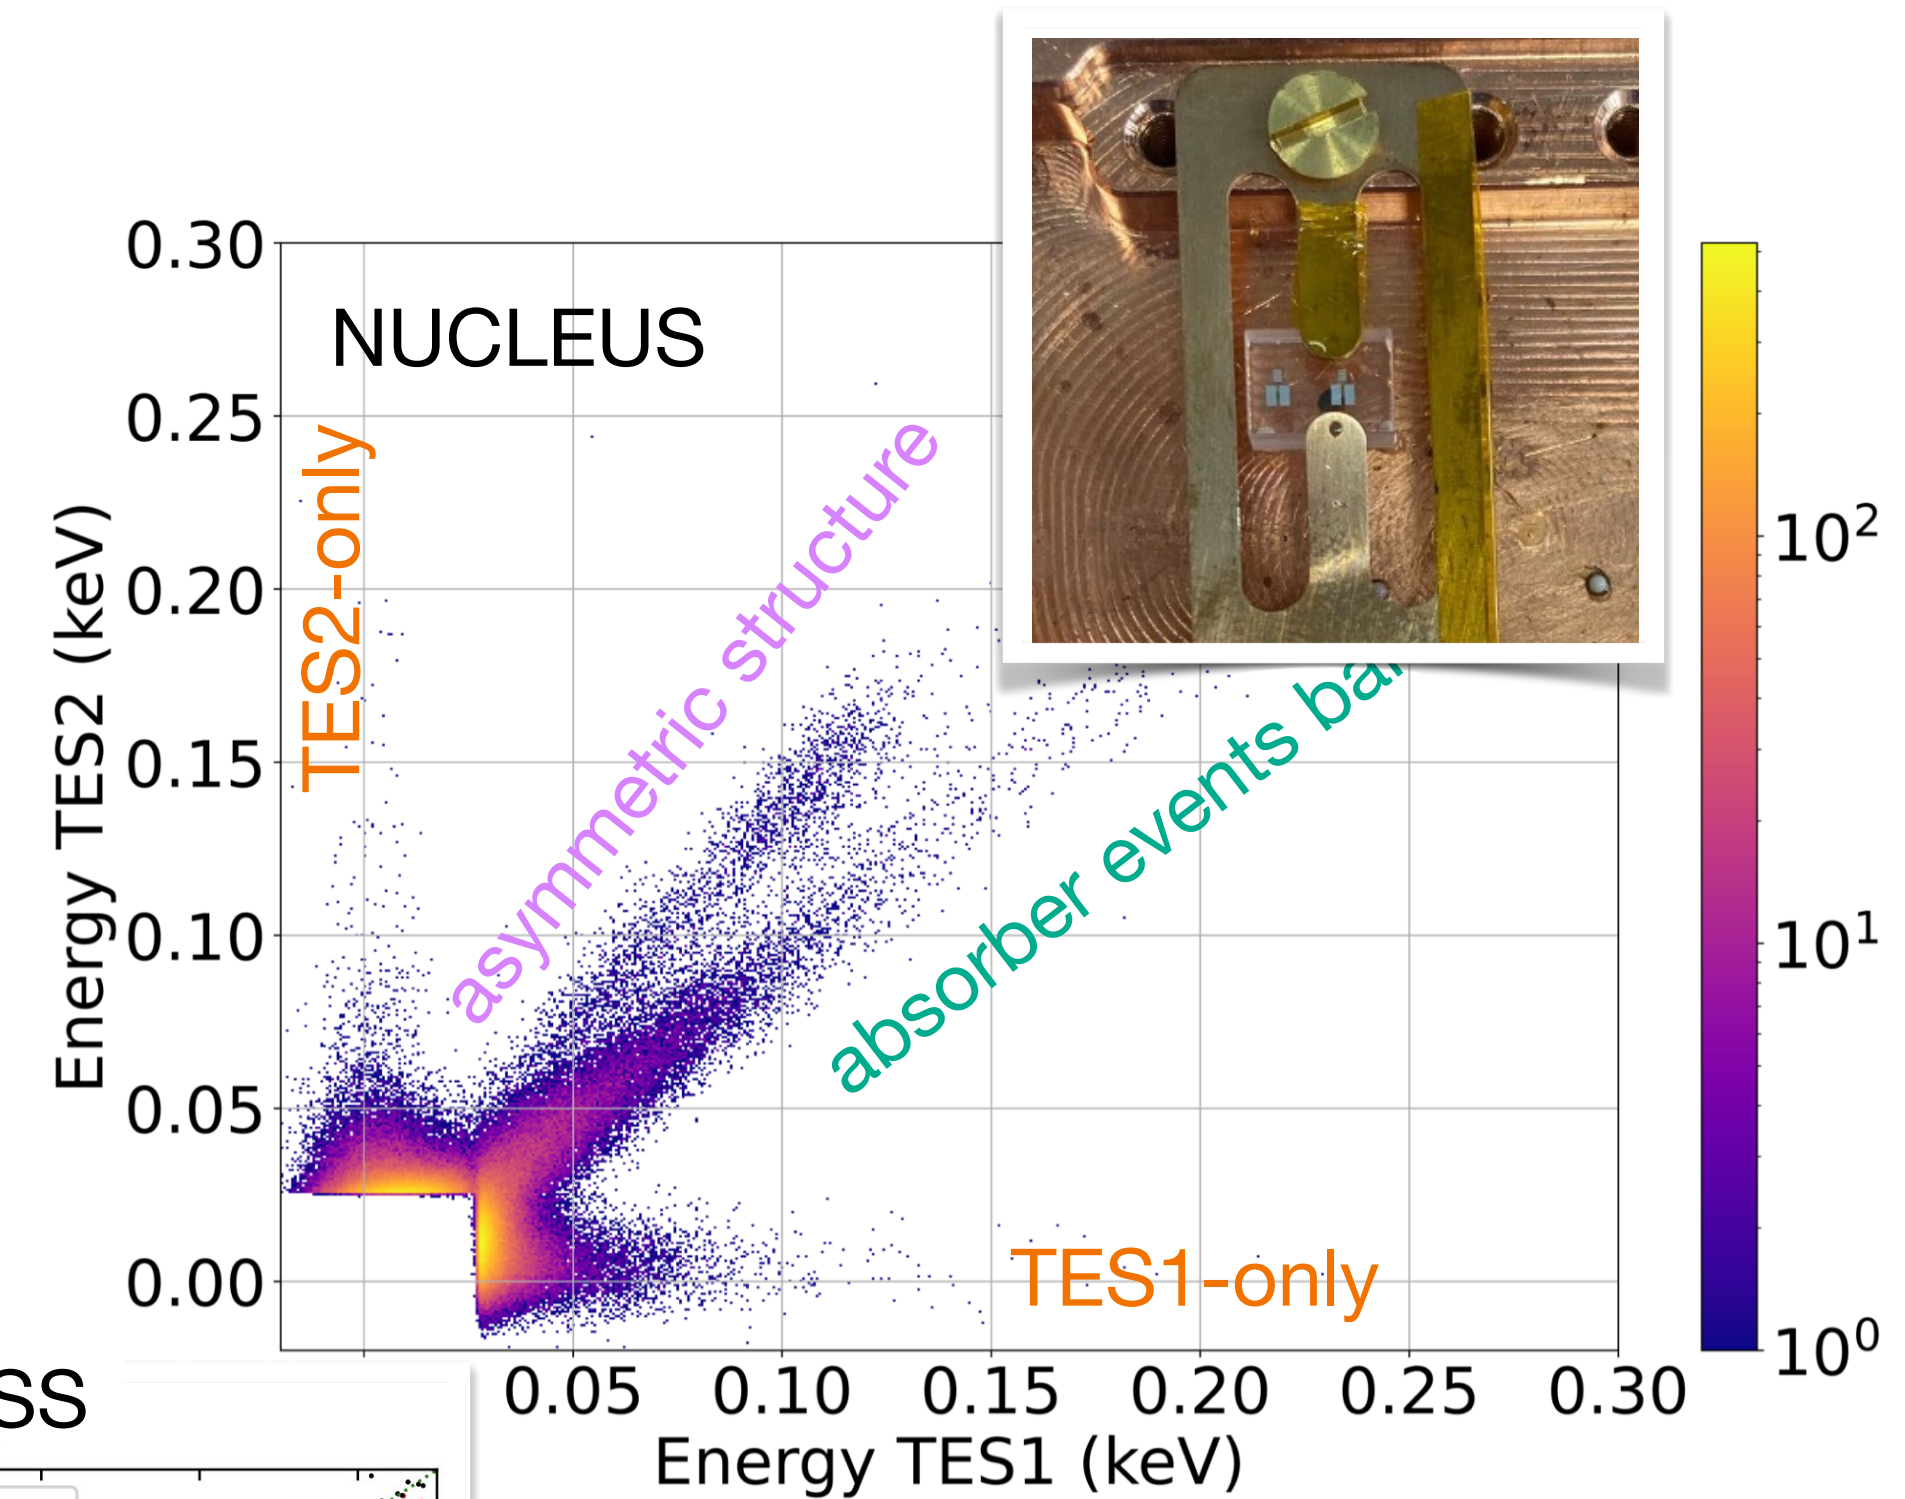 NUCLEUS
TES2-only
asymmetric structure
absorber events
TES1-only
Energy TES2 (keV)
0.30
0.25
0.20
0.15
0.10
0.05
0.00
0.05
0.10
0.15
0.20
0.25
0.30
Energy TES1 (keV)
10²
10¹
10⁰
SS